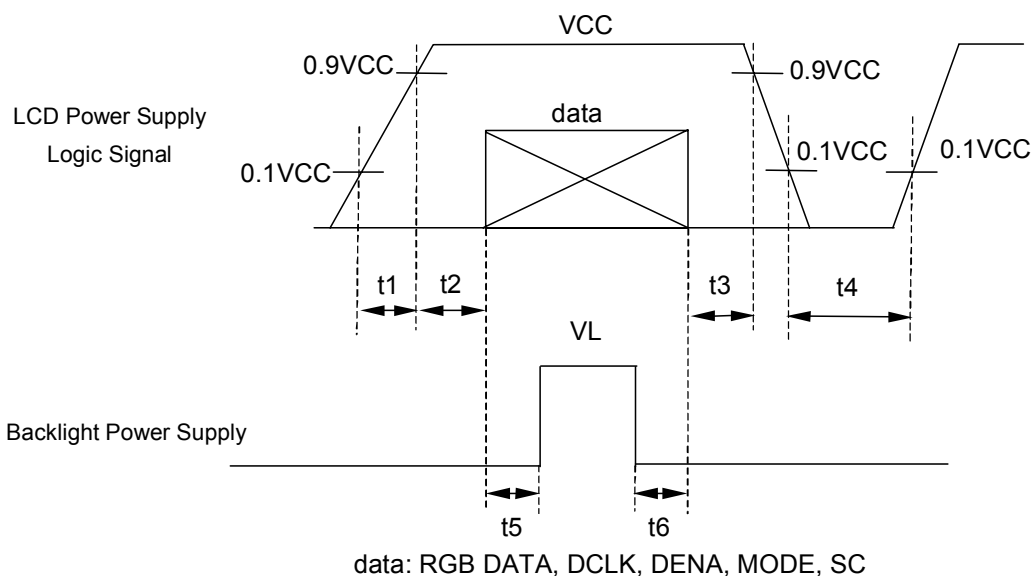 VCC
0.9VCC
0.9VCC
LCD Power Supply
data
Logic Signal
0.1VCC
0.1VCC
0.1VCC
t1
t2
t3
t4
VL
Backlight Power Supply
t5
t6
data: RGB DATA, DCLK, DENA, MODE, SC